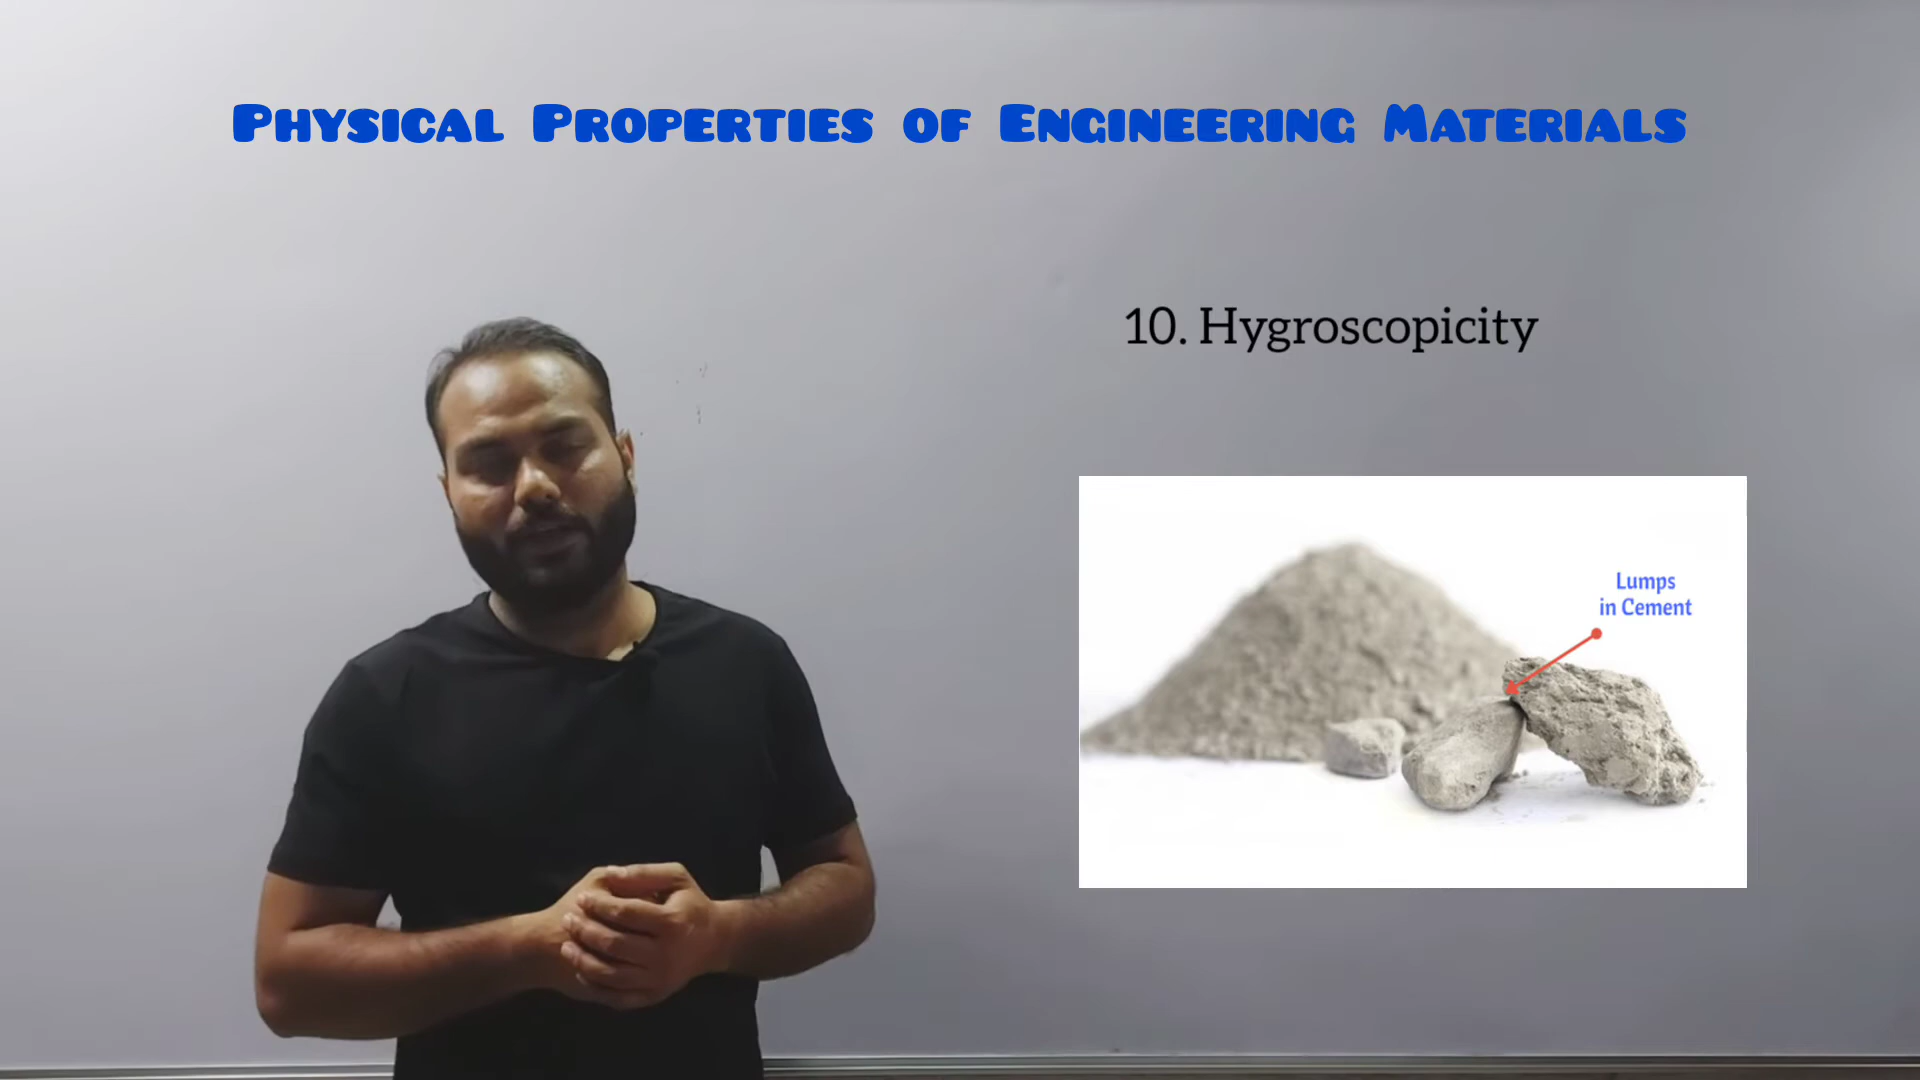 Physical Properties of Engineering Materials
10. Hygroscopicity
Lumps
in Cement